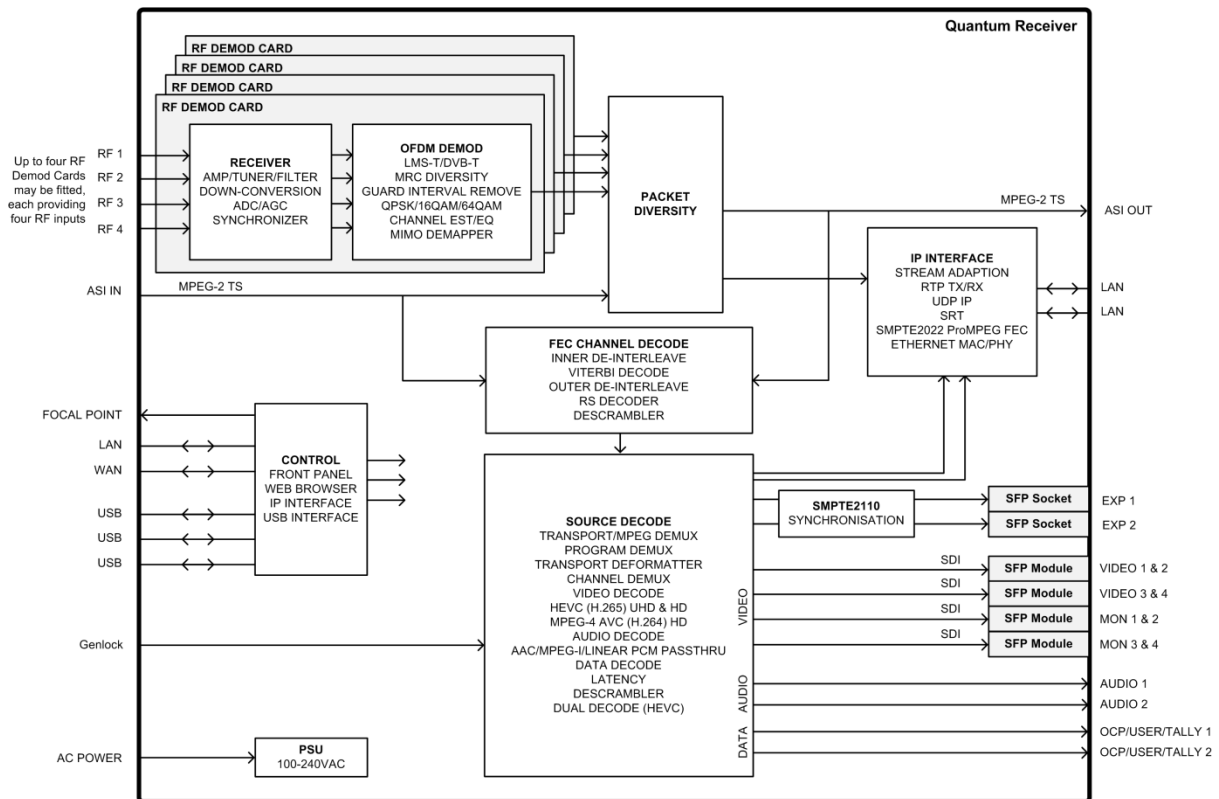 Quantum Receiver
RF DEMOD CARD
RF DEMOD CARD
RF DEMOD CARD
RF DEMOD CARD
Up to four RF
Demod Cards
may be fitted,
each providing
four RF inputs
RF 1
RF 2
RF 3
RF 4
RECEIVER
AMP/TUNER/FILTER
DOWN-CONVERSION
ADC/AGC
SYNCHRONIZER
OFDM DEMOD
LMS-T/DVB-T
MRC DIVERSITY
GUARD INTERVAL REMOVE
QPSK/16QAM/64QAM
CHANNEL EST/EQ
MIMO DEMAPPER
PACKET
DIVERSITY
MPEG-2 TS
ASI OUT
IP INTERFACE
STREAM ADAPTION
RTP TX/RX
UDP IP
SRT
SMPTE2022 ProMPEG FEC
ETHERNET MAC/PHY
LAN
LAN
ASI IN
MPEG-2 TS
FEC CHANNEL DECODE
INNER DE-INTERLEAVE
VITERBI DECODE
OUTER DE-INTERLEAVE
RS DECODER
DESCRAMBLER
FOCAL POINT
LAN
WAN
USB
USB
USB
CONTROL
FRONT PANEL
WEB BROWSER
IP INTERFACE
USB INTERFACE
Genlock
SOURCE DECODE
TRANSPORT/MPEG DEMUX
PROGRAM DEMUX
TRANSPORT DEFORMATTER
CHANNEL DEMUX
VIDEO DECODE
HEVC (H.265) UHD & HD
MPEG-4 AVC (H.264) HD
AUDIO DECODE
AAC/MPEG-I/LINEAR PCM PASSTHRU
DATA DECODE
LATENCY
DESCRAMBLER
DUAL DECODE (HEVC)
VIDEO
AUDIO
DATA
SMPTE2110
SYNCHRONISATION
SFP Socket
EXP 1
SFP Socket
EXP 2
SDI
SFP Module
VIDEO 1 & 2
SDI
SFP Module
VIDEO 3 & 4
SDI
SFP Module
MON 1 & 2
SDI
SFP Module
MON 3 & 4
AUDIO 1
AUDIO 2
OCP/USER/TALLY 1
OCP/USER/TALLY 2
AC POWER
PSU
100-240VAC